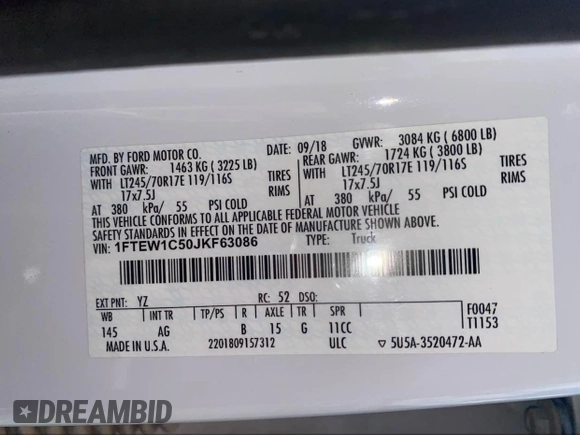 MFD. BY FORD MOTOR CO.
DATE: 09/18 GVWR: 3084 KG (6800 LB)
FRONT GAWR: 1463 KG (3225 LB)
REAR GAWR: 1724 KG (3800 LB)
WITH LT245/70R17E 119/116S TIRES
WITH LT245/70R17E 119/116S TIRES
17x7.5J RIMS
17x7.5J RIMS
AT 380 kPa/ 55 PSI COLD
AT 380 kPa/ 55 PSI COLD
THIS VEHICLE CONFORMS TO ALL APPLICABLE FEDERAL MOTOR VEHICLE
SAFETY STANDARDS IN EFFECT ON THE DATE OF MANUFACTURE SHOWN ABOVE.
VIN: 1FTEW1C50JKF63086 TYPE: Truck
EXT PNT: YZ RC: 52 DSO:
WB INT TR TP/PS R AXLE TR SPR F0047
145 AG B 15 G 11CC T1153
MADE IN U.S.A. 2201809157312 ULC ▽ 5U5A-3520472-AA
DREAMBID